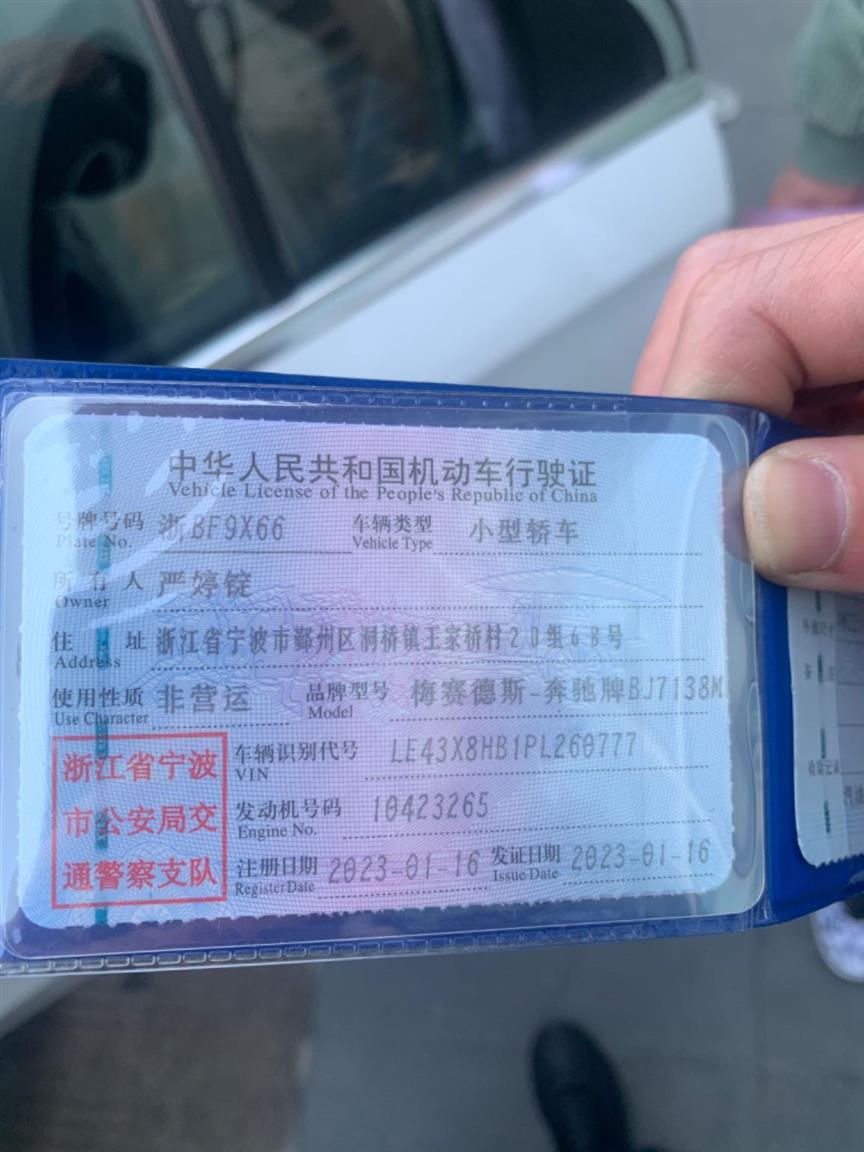 中华人民共和国机动车行驶证
Vehicle License of the People's Republic of China
号牌号码 浙BF9X66 车辆类型 小型轿车
Plate No. Vehicle Type
所有人 严婷锭
Owner
住址 浙江省宁波市鄞州区洞桥镇王家桥村20组68号
Address
使用性质 非营运 品牌型号 梅赛德斯-奔驰牌BJ7138M
Use Character Model
浙江省宁波
市公安局交
通警察支队
车辆识别代号 LE43X8HB1PL260777
VIN
发动机号码 10423265
Engine No.
注册日期 2023-01-16 发证日期 2023-01-16
Register Date Issue Date